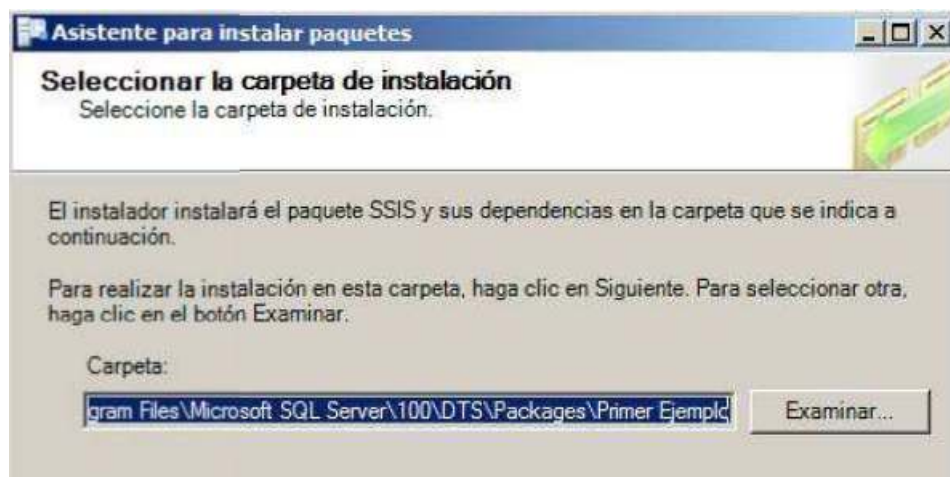 Asistente para instalar paquetes
Seleccionar la carpeta de instalación
Seleccione la carpeta de instalación.
El instalador instalará el paquete SSIS y sus dependencias en la carpeta que se indica a
continuación.
Para realizar la instalación en esta carpeta, haga clic en Siguiente. Para seleccionar otra,
haga clic en el botón Examinar.
Carpeta:
gram Files\Microsoft SQL Server\100\DTS\Packages\Primer Ejemplo
Examinar...